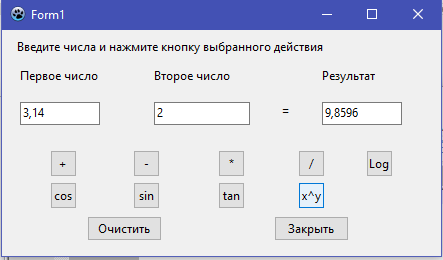 Form1
Введите числа и нажмите кнопку выбранного действия
Первое число Второе число Результат
3,14 2 = 9,8596
+ - * / Log
cos sin tan x^y
Очистить Закрыть